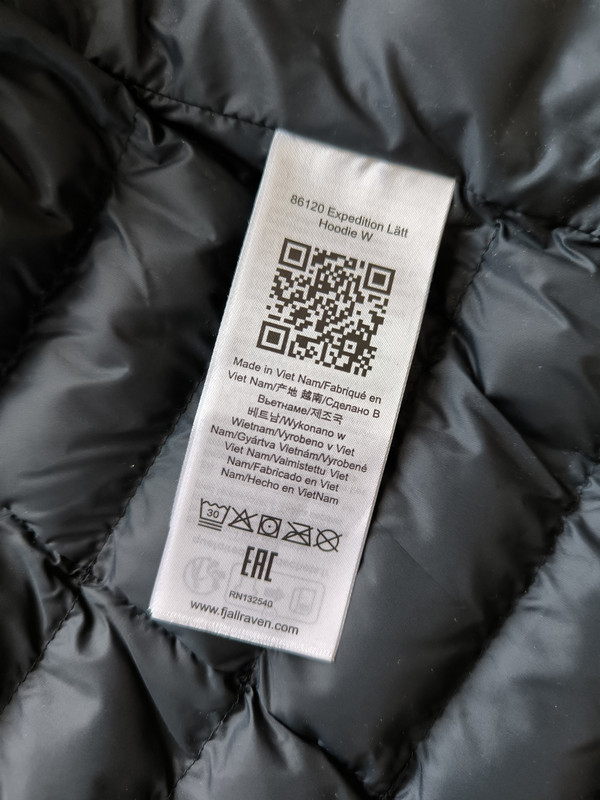 86120 Expedition Lätt
Hoodie W
Made in Viet Nam/Fabriqué en
Viet Nam/产地 越南/Сделано В
Вьетнаме/제조국
베트남/Wykonano w
Wietnam/Vyrobeno v Viet
Nam/Gyártva Vietnám/Vyrobené
Viet Nam/Valmistettu Viet
Nam/Fabricado en Viet
Nam/Hecho en VietNam
30
EAC
RN132540
www.fjallraven.com